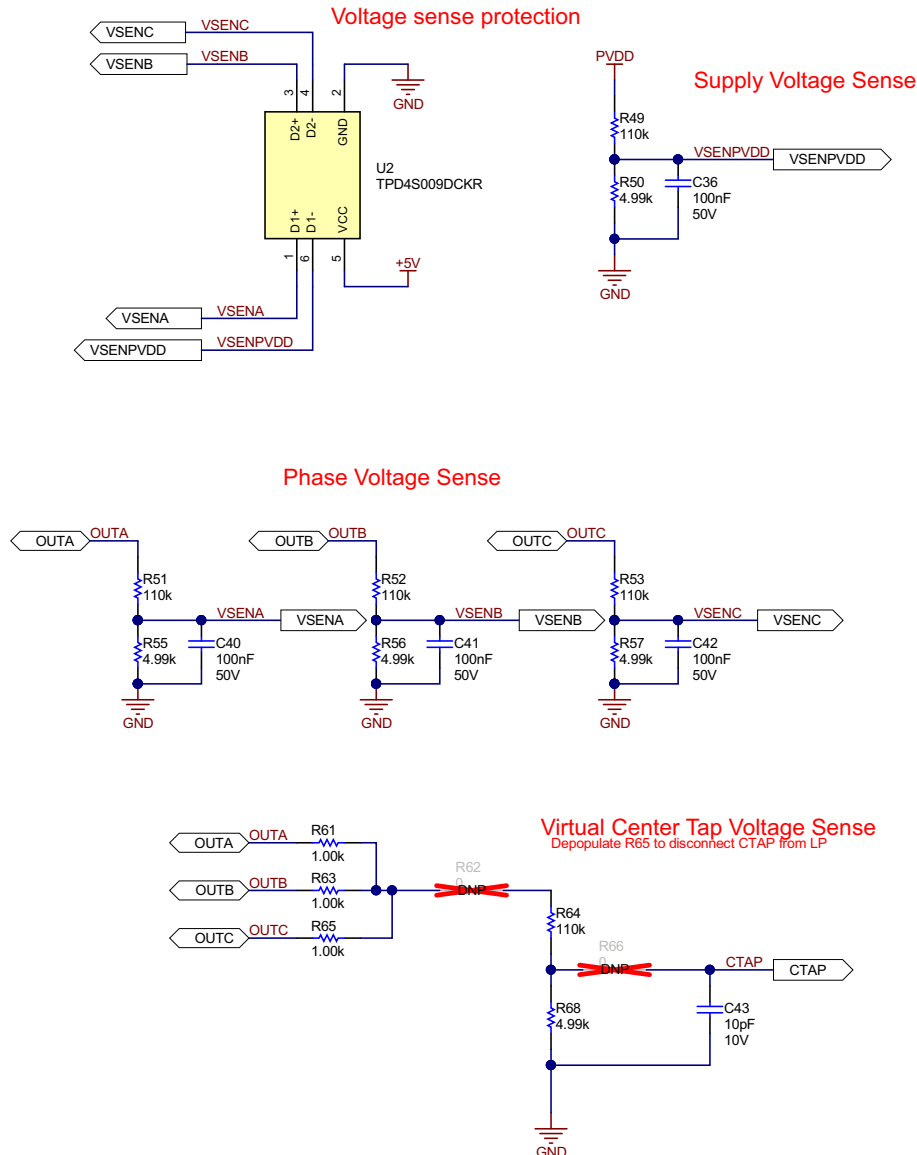 Voltage sense protection
VSENC
VSENC
VSENB
VSENB
3
4
2
D2+
D2-
GND
GND
U2
TPD4S009DCKR
D1+
D1-
VCC
1
6
5
+5V
VSENA
VSENA
VSENPVDD
VSENPVDD
PVDD
Supply Voltage Sense
R49
110k
VSENPVDD
VSENPVDD
R50
4.99k
C36
100nF
50V
GND
Phase Voltage Sense
OUTA
OUTA
R51
110k
VSENA
VSENA
R55
4.99k
C40
100nF
50V
GND
OUTB
OUTB
R52
110k
VSENB
VSENB
R56
4.99k
C41
100nF
50V
GND
OUTC
OUTC
R53
110k
VSENC
VSENC
R57
4.99k
C42
100nF
50V
GND
Virtual Center Tap Voltage Sense
Depopulate R65 to disconnect CTAP from LP
OUTA
OUTA
R61
1.00k
OUTB
OUTB
R63
1.00k
OUTC
OUTC
R65
1.00k
R62
0
DNP
R64
110k
R66
0
DNP
CTAP
CTAP
R68
4.99k
C43
10pF
10V
GND